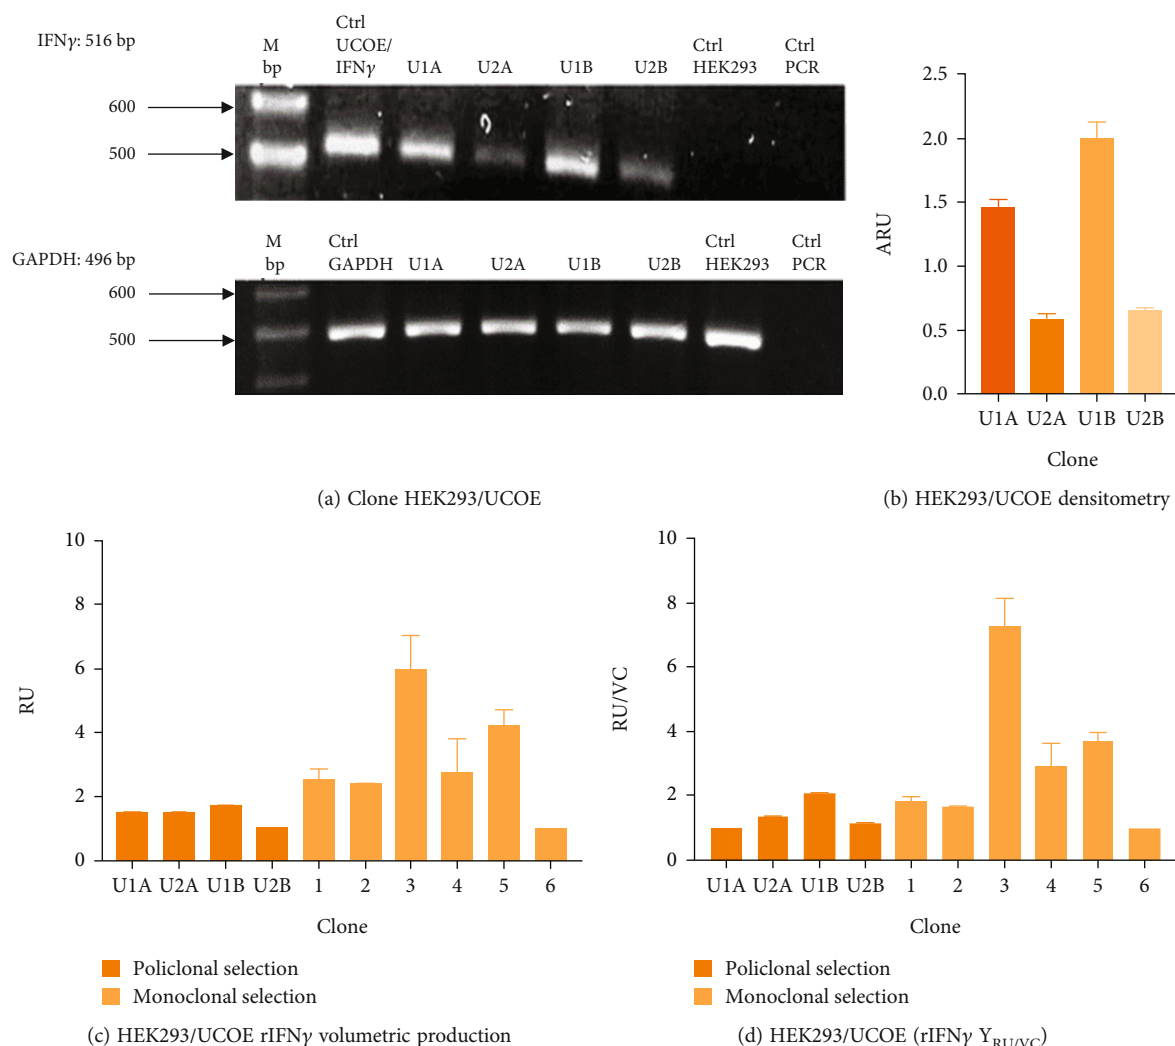 IFNγ: 516 bp
M
bp
Ctrl
UCOE/
IFNγ
U1A
U2A
U1B
U2B
Ctrl
HEK293
Ctrl
PCR
600
500
GAPDH: 496 bp
M
bp
Ctrl
GAPDH
U1A
U2A
U1B
U2B
Ctrl
HEK293
Ctrl
PCR
600
500
(a) Clone HEK293/UCOE
ARU
2.5
2.0
1.5
1.0
0.5
0.0
U1A U2A U1B U2B
Clone
(b) HEK293/UCOE densitometry
RU
10
8
6
4
2
0
U1A U2A U1B U2B 1 2 3 4 5 6
Clone
Policlonal selection
Monoclonal selection
(c) HEK293/UCOE rIFNγ volumetric production
RU/VC
10
8
6
4
2
0
U1A U2A U1B U2B 1 2 3 4 5 6
Clone
Policlonal selection
Monoclonal selection
(d) HEK293/UCOE (rIFNγ Y_RU/VC)